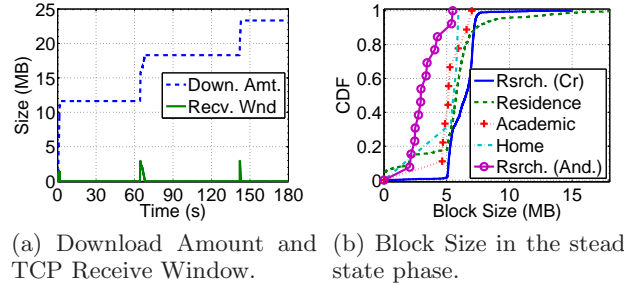 25
20
15
10
5
0
Size (MB)
Down. Amt.
Recv. Wnd
0 30 60 90 120 150 180
Time (s)
1
0.8
0.6
0.4
0.2
0
CDF
Rsrch. (Cr)
Residence
Academic
Home
Rsrch. (And.)
0 5 10 15
Block Size (MB)
(a) Download Amount and
TCP Receive Window.
(b) Block Size in the stead
state phase.